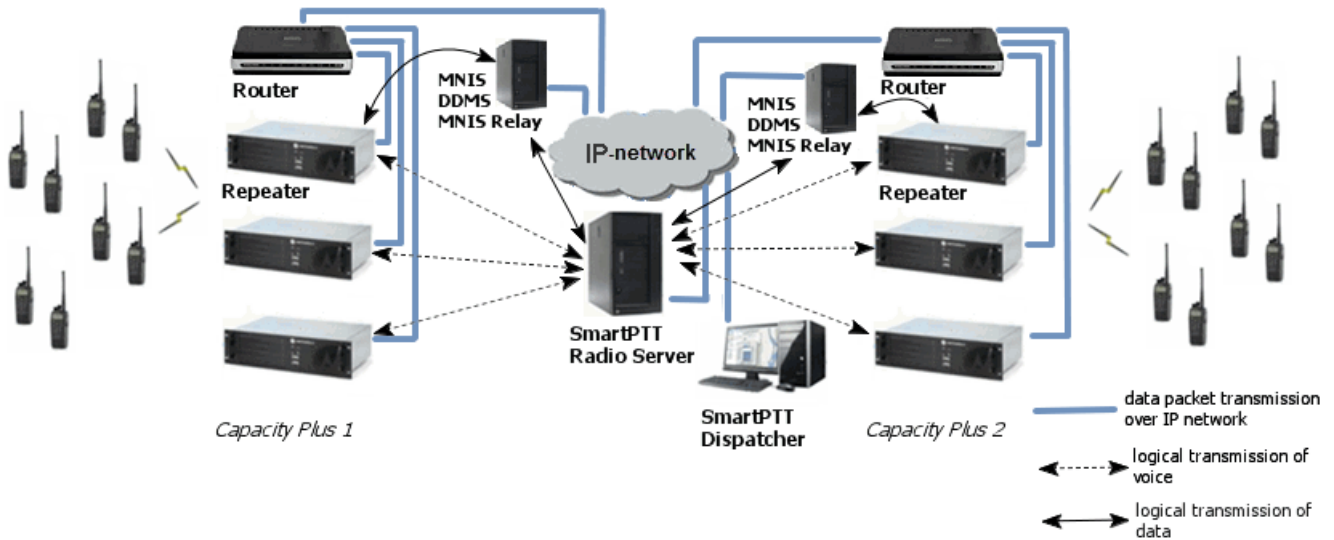 Router
MNIS
DDMS
MNIS Relay
Repeater
IP-network
Router
MNIS
DDMS
MNIS Relay
Repeater
SmartPTT
Radio Server
SmartPTT
Dispatcher
Capacity Plus 1
Capacity Plus 2
data packet transmission
over IP network
logical transmission of
voice
logical transmission of
data